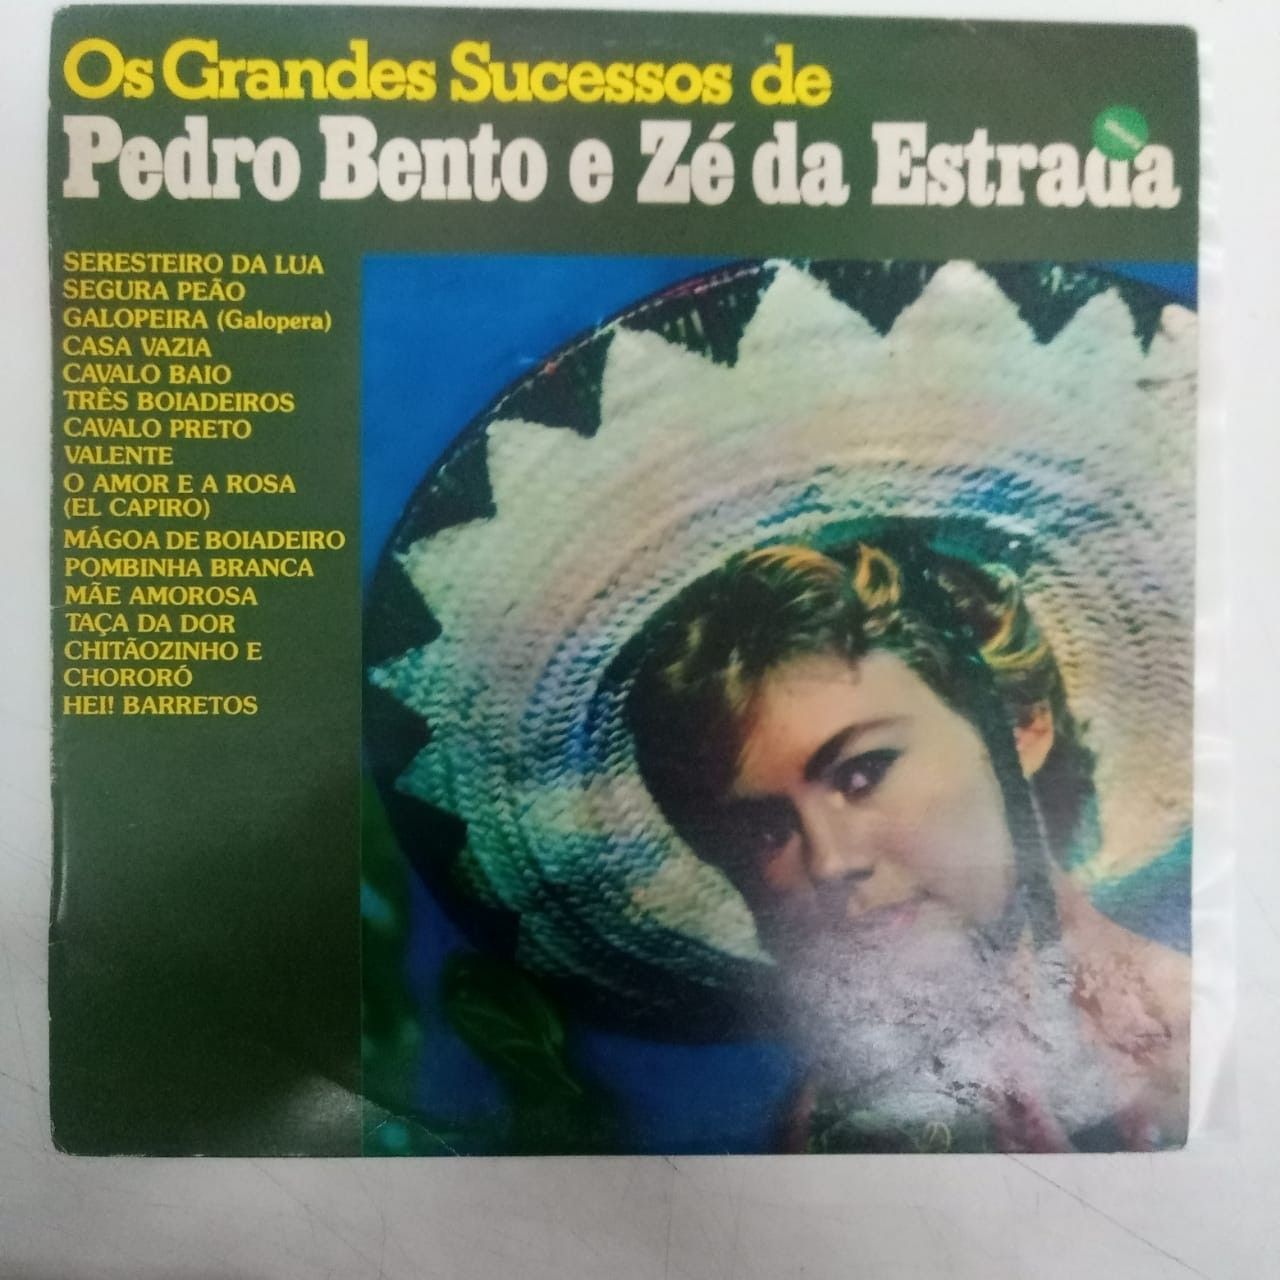 Os Grandes Sucessos de
Pedro Bento e Zé da Estrada
SERESTEIRO DA LUA
SEGURA PEÃO
GALOPEIRA (Galopera)
CASA VAZIA
CAVALO BAIO
TRÊS BOIADEIROS
CAVALO PRETO
VALENTE
O AMOR E A ROSA
(EL CAPIRO)
MÁGOA DE BOIADEIRO
POMBINHA BRANCA
MÃE AMOROSA
TAÇA DA DOR
CHITÃOZINHO E
CHORORÓ
HEI! BARRETOS